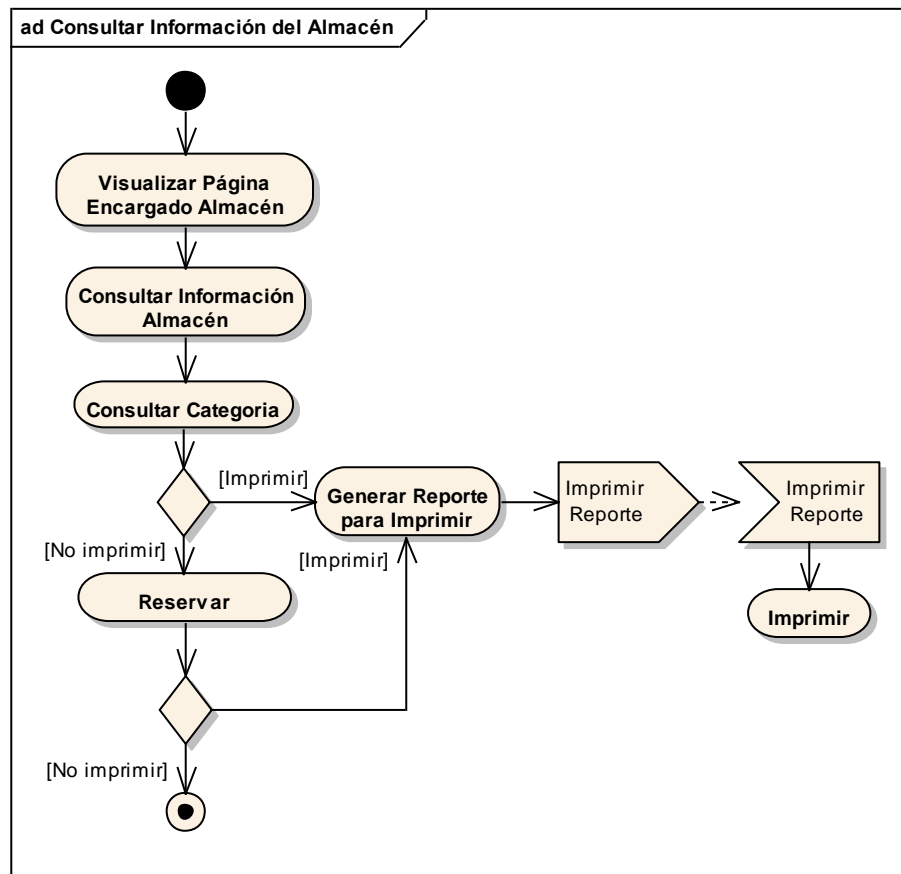 ad Consultar Información del Almacén
Visualizar Página
Encargado Almacén
Consultar Información
Almacén
Consultar Categoria
[Imprimir]
Generar Reporte
para Imprimir
Imprimir
Reporte
Imprimir
Reporte
[No imprimir]
[Imprimir]
Reservar
Imprimir
[No imprimir]